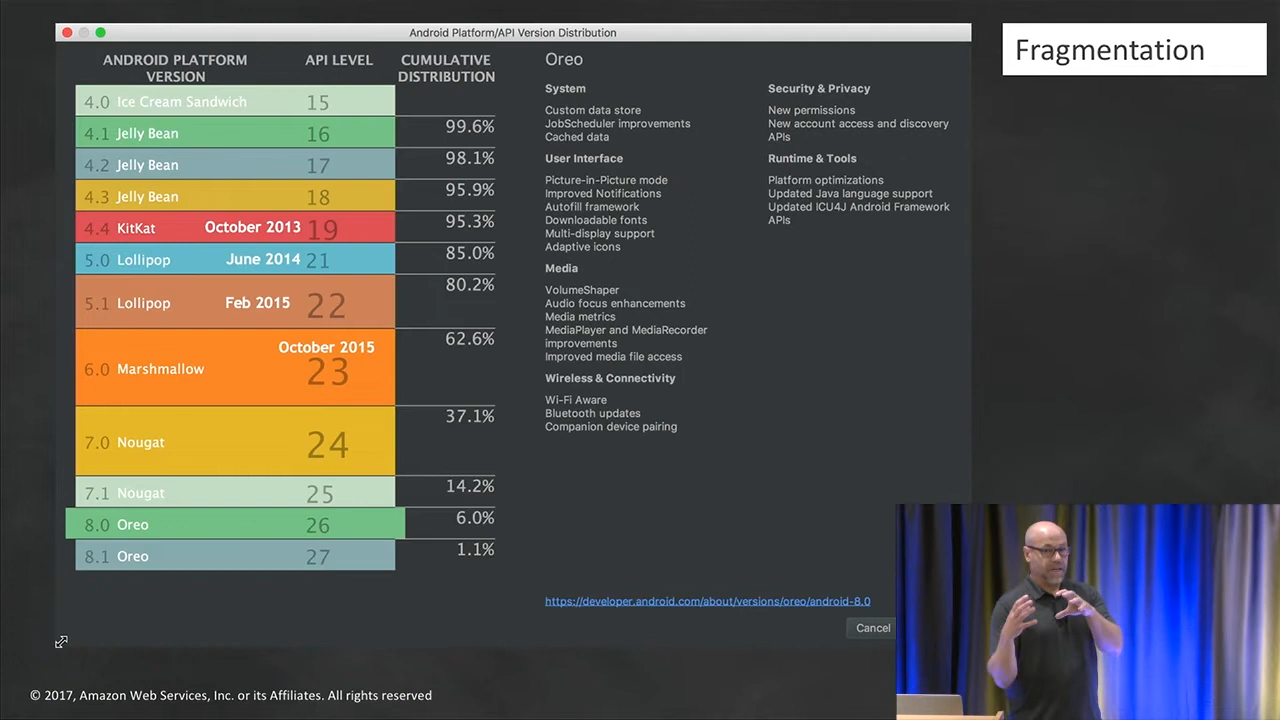 Android Platform/API Version Distribution
Fragmentation
ANDROID PLATFORM
VERSION
API LEVEL
CUMULATIVE
DISTRIBUTION
4.0 Ice Cream Sandwich 15
99.6%
4.1 Jelly Bean 16
98.1%
4.2 Jelly Bean 17
95.9%
4.3 Jelly Bean 18
95.3%
4.4 KitKat October 2013 19
85.0%
5.0 Lollipop June 2014 21
80.2%
5.1 Lollipop Feb 2015 22
62.6%
October 2015
6.0 Marshmallow 23
37.1%
7.0 Nougat 24
14.2%
7.1 Nougat 25
6.0%
8.0 Oreo 26
1.1%
8.1 Oreo 27
Oreo
System
Custom data store
JobScheduler improvements
Cached data
User Interface
Picture-in-Picture mode
Improved Notifications
Autofill framework
Downloadable fonts
Multi-display support
Adaptive icons
Media
VolumeShaper
Audio focus enhancements
Media metrics
MediaPlayer and MediaRecorder
improvements
Improved media file access
Wireless & Connectivity
Wi-Fi Aware
Bluetooth updates
Companion device pairing
Security & Privacy
New permissions
New account access and discovery
APIs
Runtime & Tools
Platform optimizations
Updated Java language support
Updated ICU4J Android Framework
APIs
https://developer.android.com/about/versions/oreo/android-8.0
Cancel
© 2017, Amazon Web Services, Inc. or its Affiliates. All rights reserved